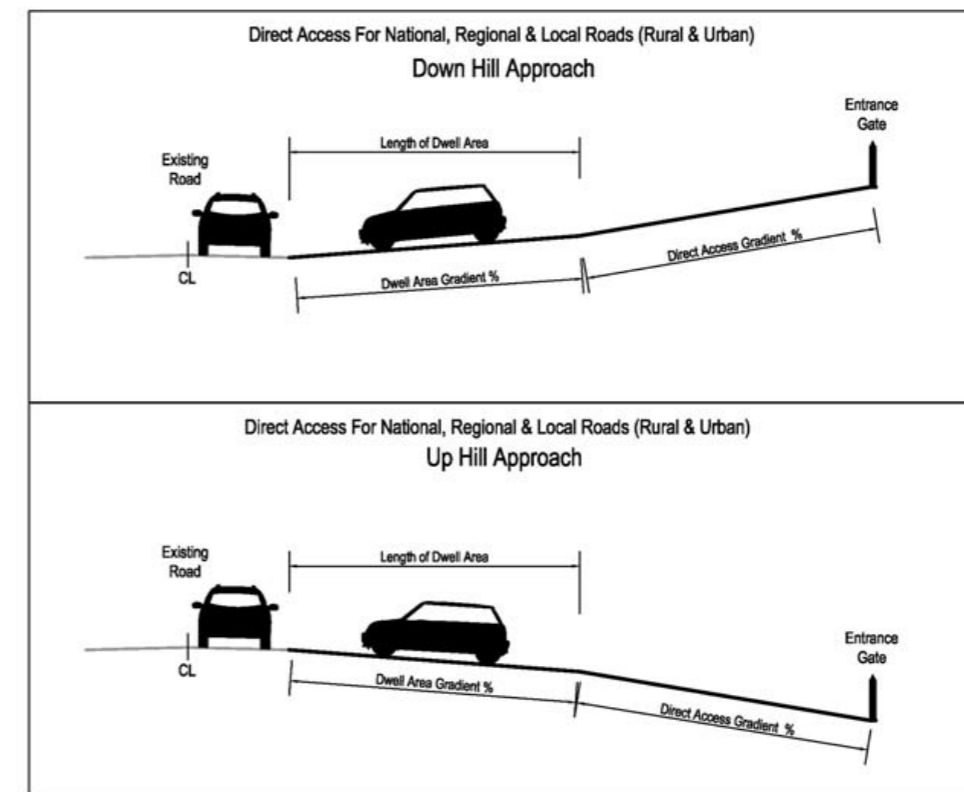 Direct Access For National, Regional & Local Roads (Rural & Urban)
Down Hill Approach
Entrance
Gate
Length of Dwell Area
Existing
Road
CL
Dwell Area Gradient %
Direct Access Gradient %
Direct Access For National, Regional & Local Roads (Rural & Urban)
Up Hill Approach
Existing
Road
Length of Dwell Area
Entrance
Gate
CL
Dwell Area Gradient %
Direct Access Gradient %